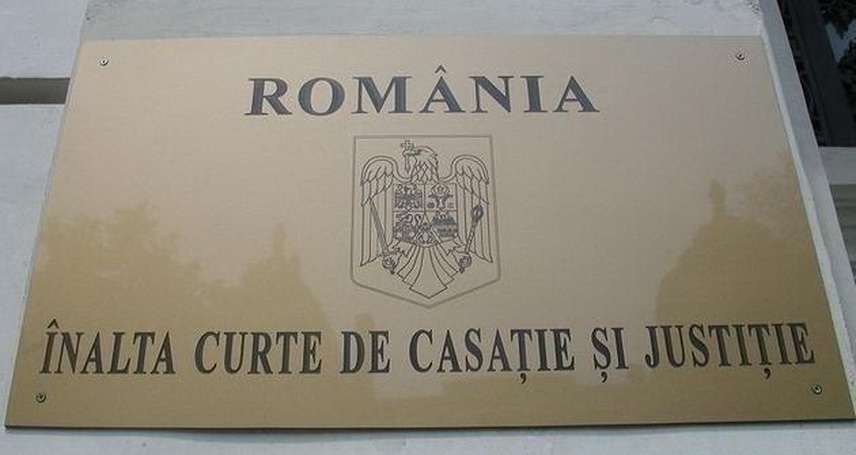 ROMÂNIA
ÎNALTA CURTE DE CASAȚIE ȘI JUSTIȚIE